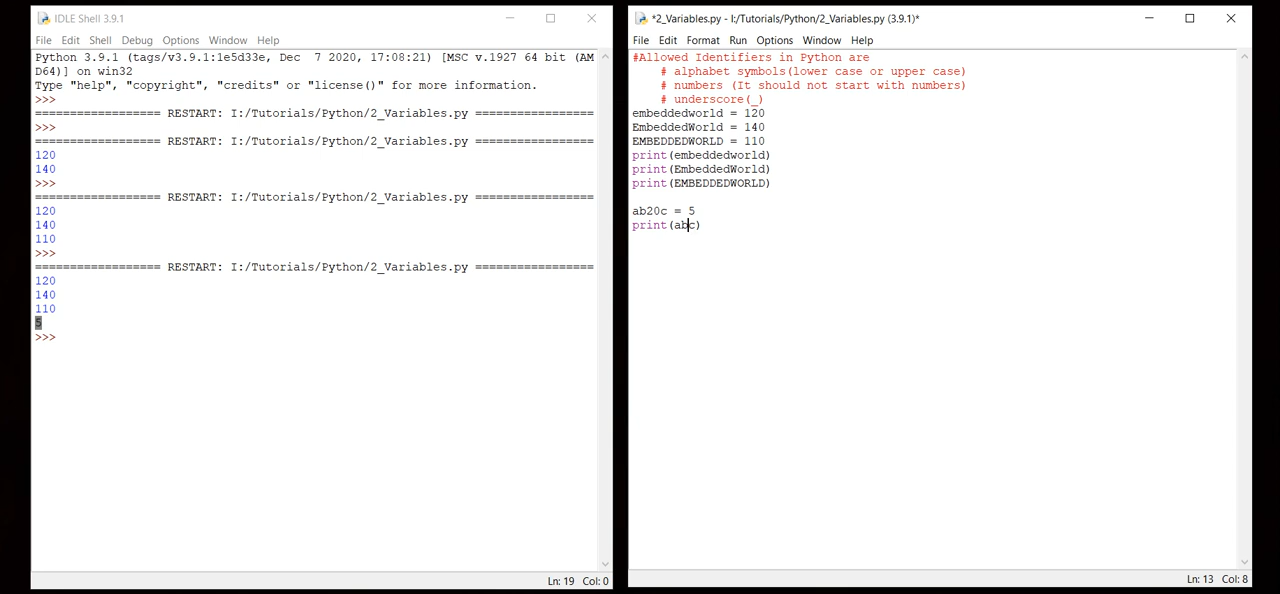 IDLE Shell 3.9.1
File Edit Shell Debug Options Window Help
Python 3.9.1 (tags/v3.9.1:1e5d33e, Dec  7 2020, 17:08:21) [MSC v.1927 64 bit (AM
D64)] on win32
Type "help", "copyright", "credits" or "license()" for more information.
>>>
================== RESTART: I:/Tutorials/Python/2_Variables.py =================
>>>
================== RESTART: I:/Tutorials/Python/2_Variables.py =================
120
140
>>>
================== RESTART: I:/Tutorials/Python/2_Variables.py =================
120
140
110
>>>
================== RESTART: I:/Tutorials/Python/2_Variables.py =================
120
140
110
5
>>>
Ln: 19 Col: 0
*2_Variables.py - I:/Tutorials/Python/2_Variables.py (3.9.1)*
File Edit Format Run Options Window Help
#Allowed Identifiers in Python are
    # alphabet symbols(lower case or upper case)
    # numbers (It should not start with numbers)
    # underscore(_)
embeddedworld = 120
EmbeddedWorld = 140
EMBEDDEDWORLD = 110
print(embeddedworld)
print(EmbeddedWorld)
print(EMBEDDEDWORLD)
ab20c = 5
print(abc)
Ln: 13 Col: 8